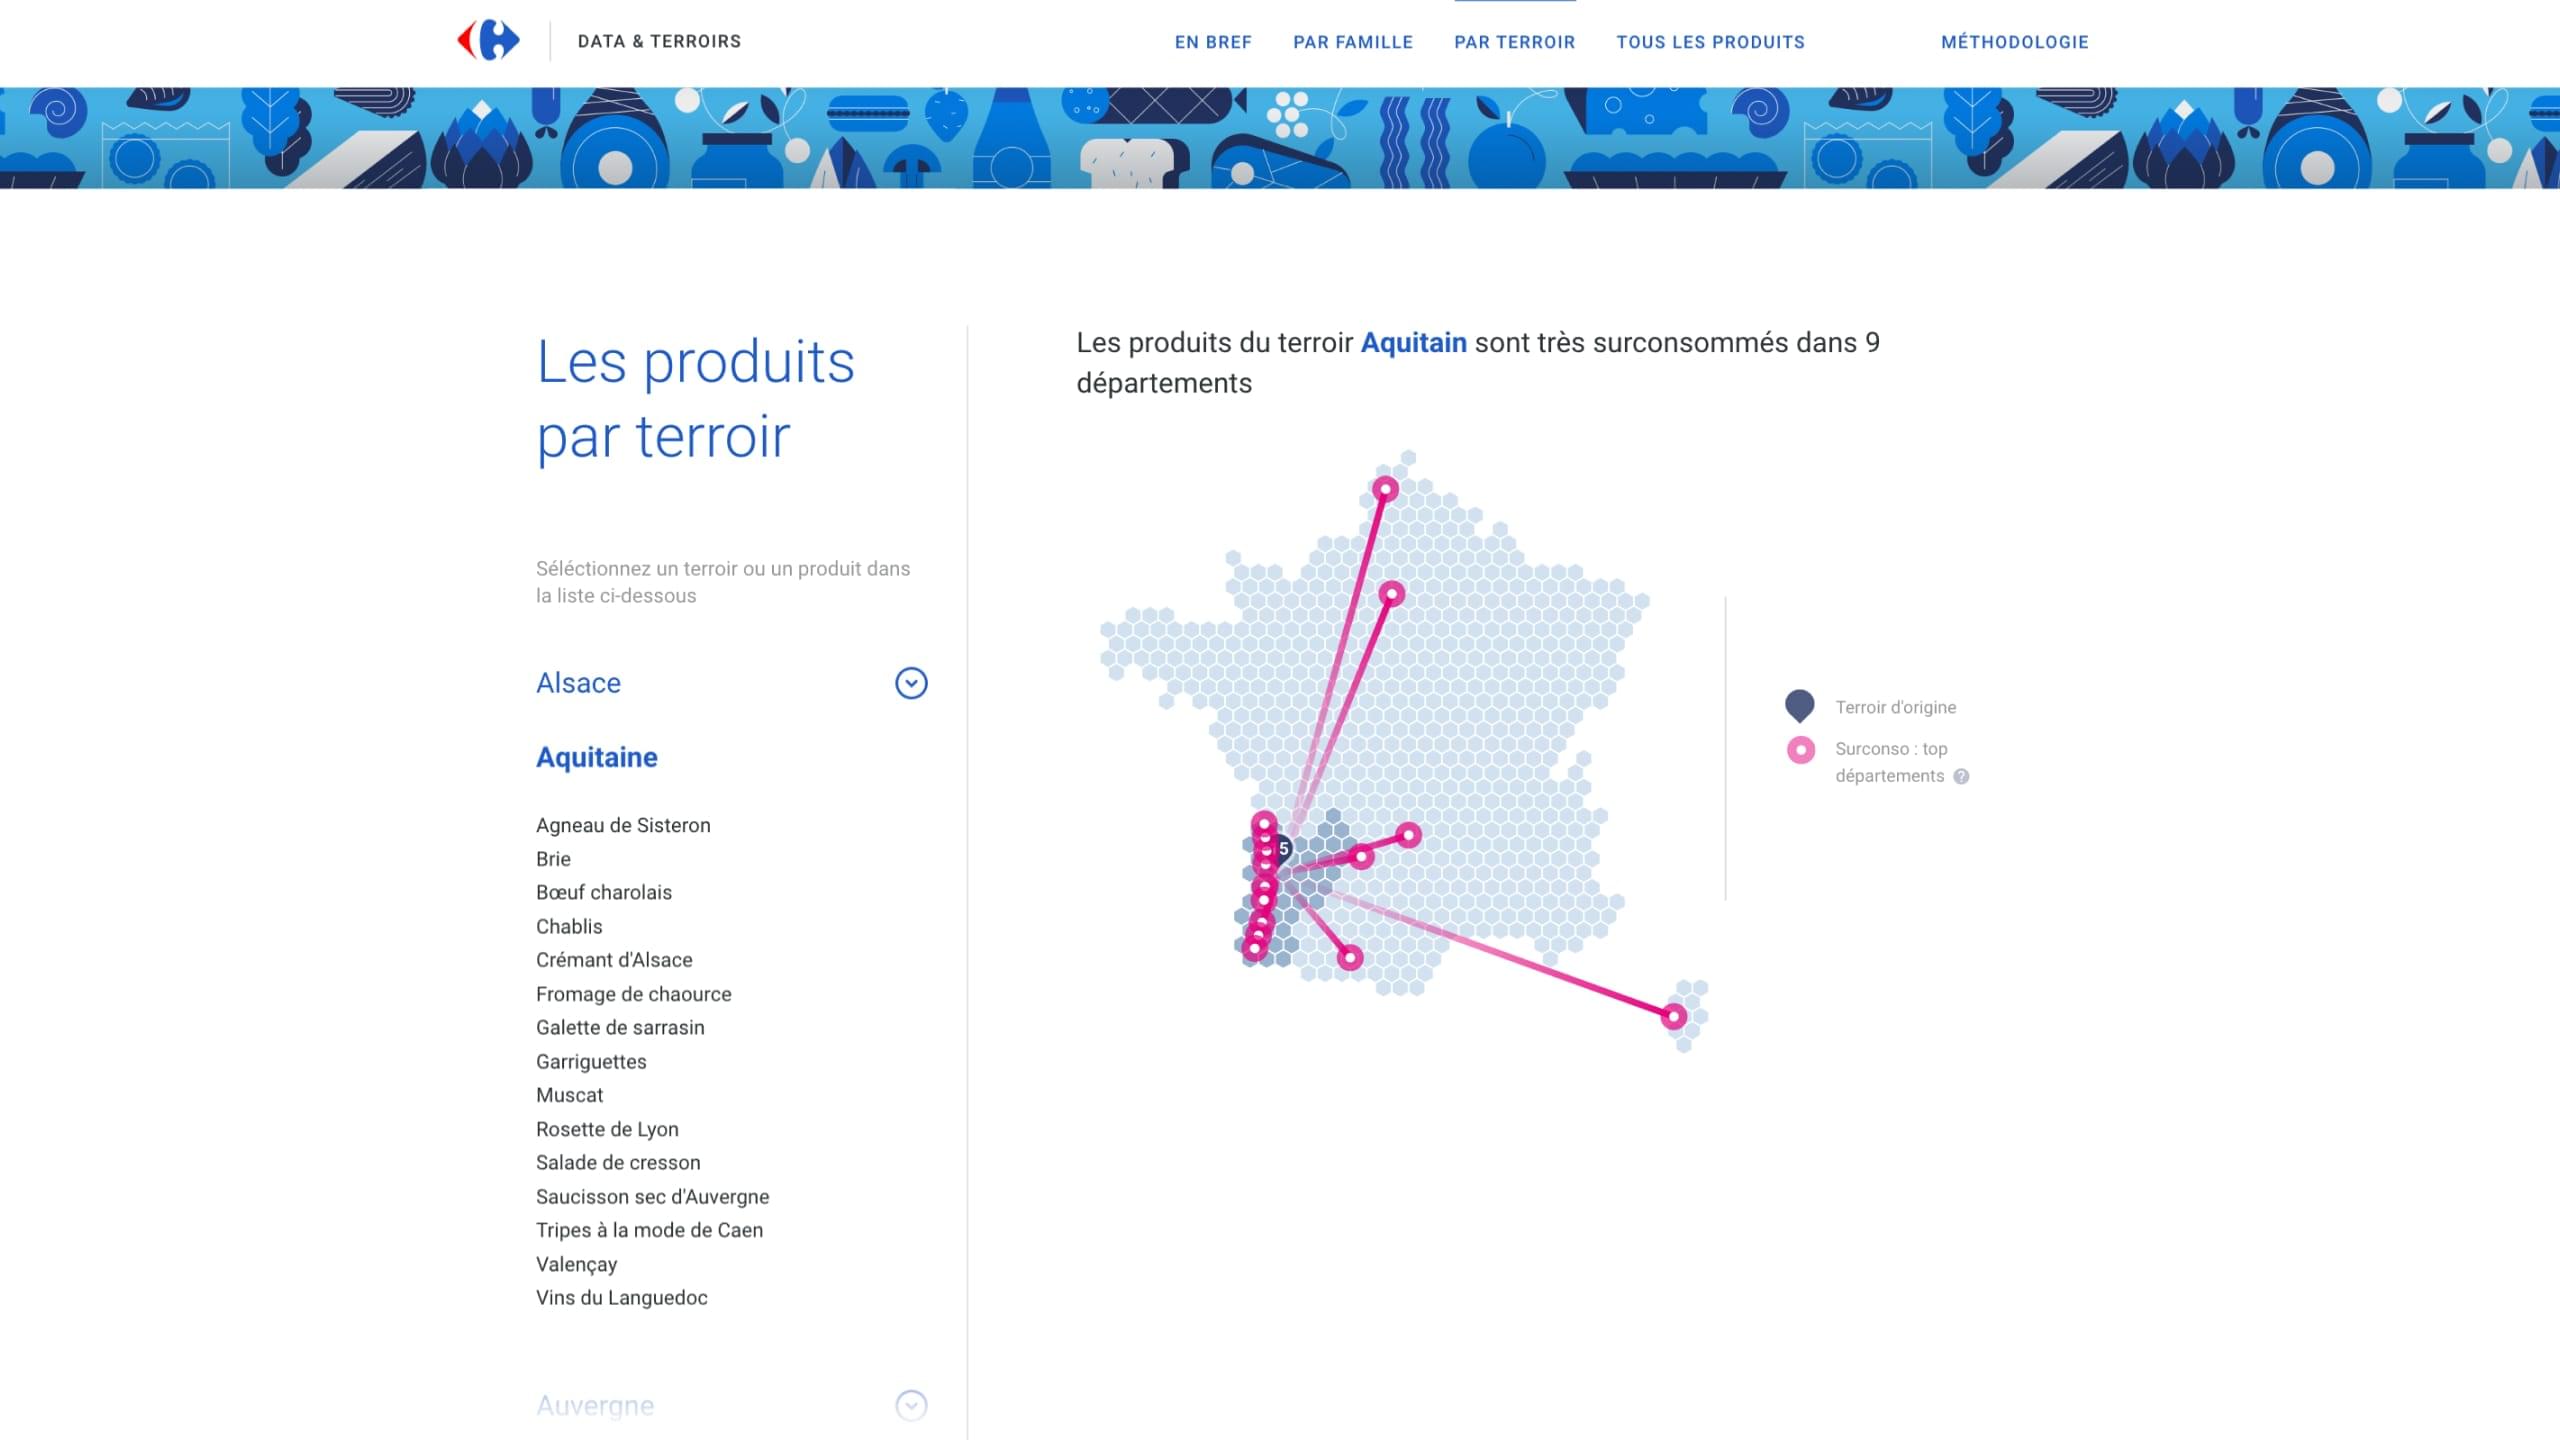 DATA & TERROIRS
EN BREF
PAR FAMILLE
PAR TERROIR
TOUS LES PRODUITS
MÉTHODOLOGIE
Les produits
par terroir
Séléctionnez un terroir ou un produit dans
la liste ci-dessous
Alsace
Aquitaine
Agneau de Sisteron
Brie
Bœuf charolais
Chablis
Crémant d'Alsace
Fromage de chaource
Galette de sarrasin
Garriguettes
Muscat
Rosette de Lyon
Salade de cresson
Saucisson sec d'Auvergne
Tripes à la mode de Caen
Valençay
Vins du Languedoc
Auvergne
Les produits du terroir Aquitain sont très surconsommés dans 9
départements
5
Terroir d'origine
Surconso : top
départements ?